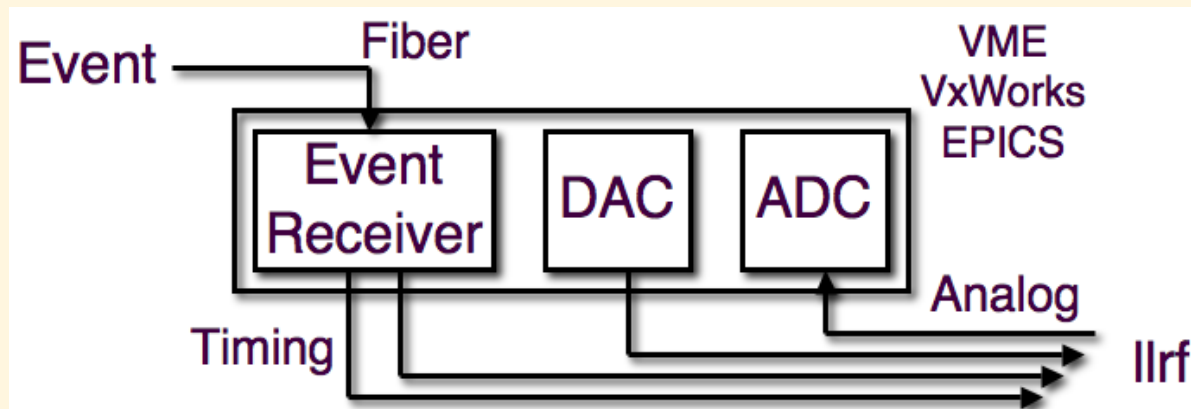 Event
Fiber
VME
VxWorks
EPICS
Event
Receiver
DAC
ADC
Timing
Analog
llrf